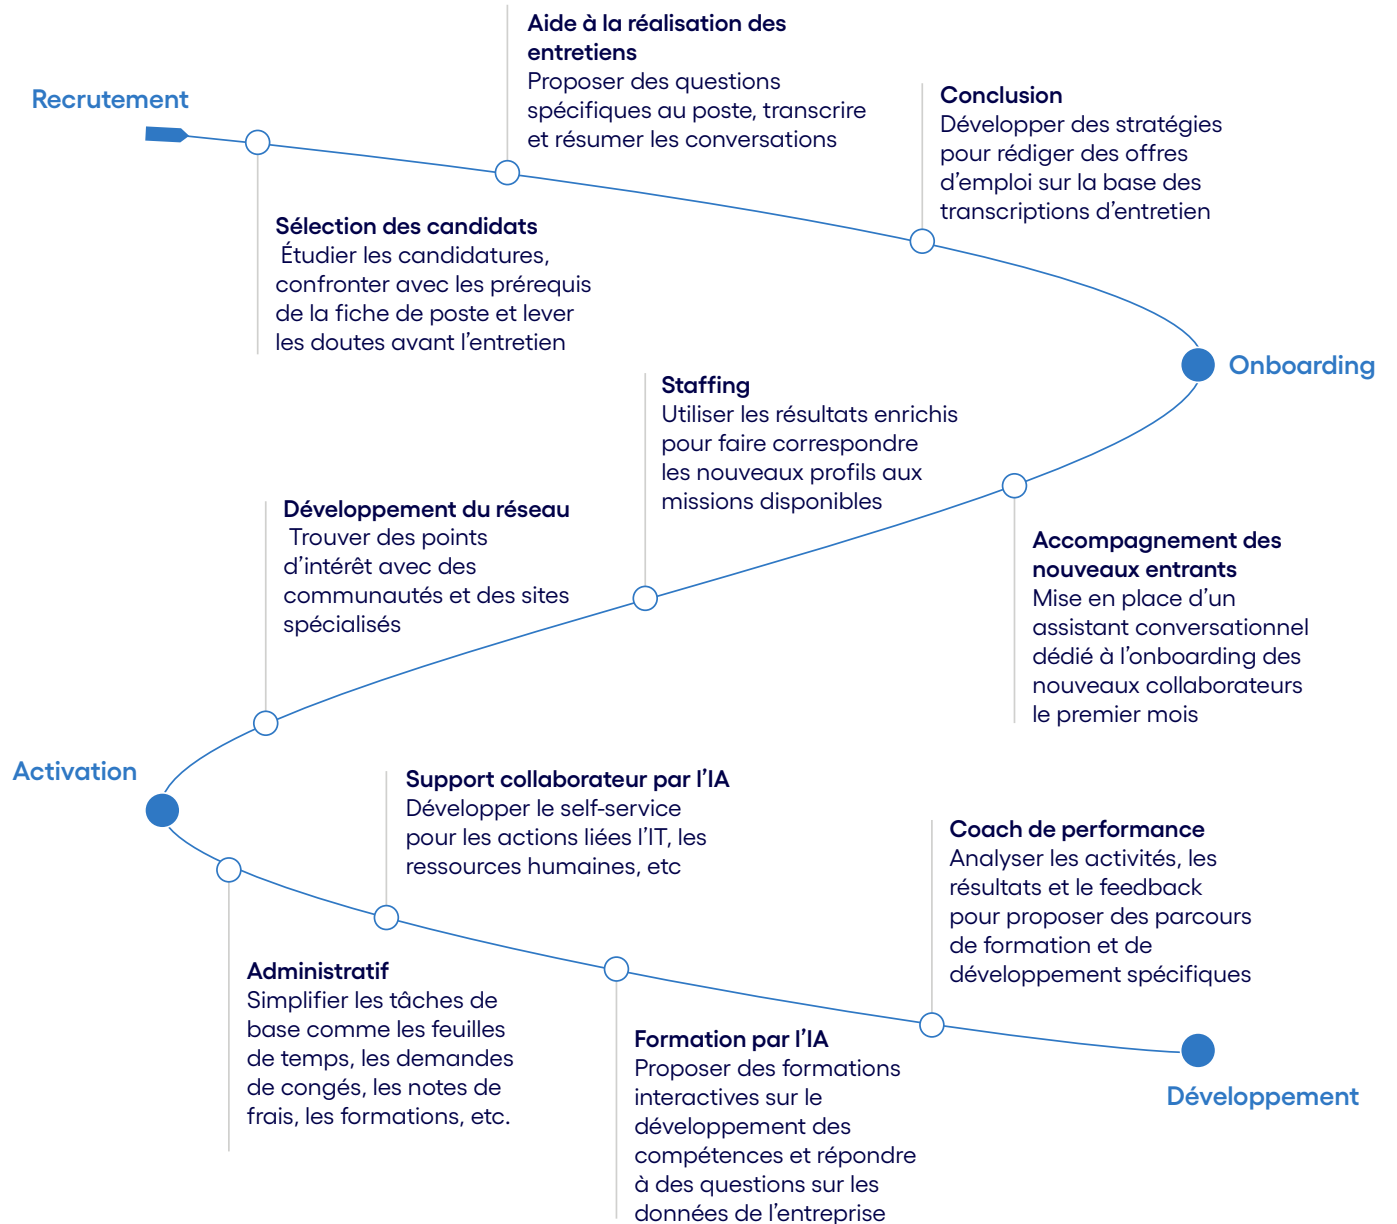 Recrutement
Sélection des candidats
Étudier les candidatures,
confronter avec les prérequis
de la fiche de poste et lever
les doutes avant l’entretien
Aide à la réalisation des
entretiens
Proposer des questions
spécifiques au poste, transcrire
et résumer les conversations
Conclusion
Développer des stratégies
pour rédiger des offres
d’emploi sur la base des
transcriptions d’entretien
Onboarding
Accompagnement des
nouveaux entrants
Mise en place d’un
assistant conversationnel
dédié à l’onboarding des
nouveaux collaborateurs
le premier mois
Staffing
Utiliser les résultats enrichis
pour faire correspondre
les nouveaux profils aux
missions disponibles
Développement du réseau
Trouver des points
d’intérêt avec des
communautés et des sites
spécialisés
Activation
Administratif
Simplifier les tâches de
base comme les feuilles
de temps, les demandes
de congés, les notes de
frais, les formations, etc.
Support collaborateur par l’IA
Développer le self-service
pour les actions liées l’IT, les
ressources humaines, etc
Formation par l’IA
Proposer des formations
interactives sur le
développement des
compétences et répondre
à des questions sur les
données de l’entreprise
Coach de performance
Analyser les activités, les
résultats et le feedback
pour proposer des parcours
de formation et de
développement spécifiques
Développement